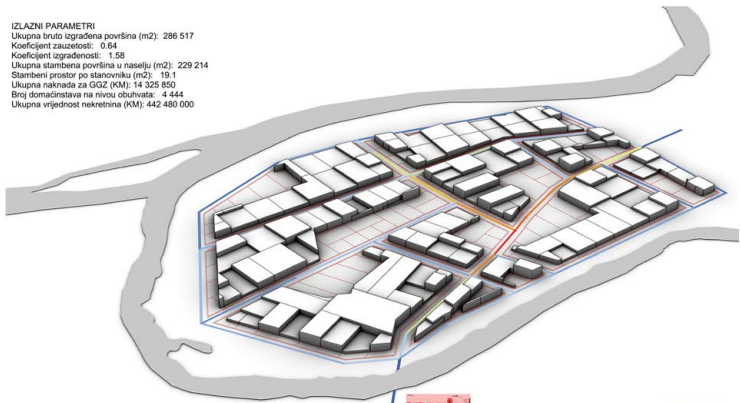 IZLAZNI PARAMETRI
Ukupna bruto izgrađena površina (m2): 286 517
Koeficijent zauzetosti: 0.64
Koeficijent izgrađenosti: 1.58
Ukupna stambena površina u naselju (m2): 229 214
Stambeni prostor po stanovniku (m2): 19.1
Ukupna naknada za GGZ (KM): 14 325 850
Broj domaćinstava na nivou obuhvata: 4 444
Ukupna vrijednost nekretnina (KM): 442 480 000